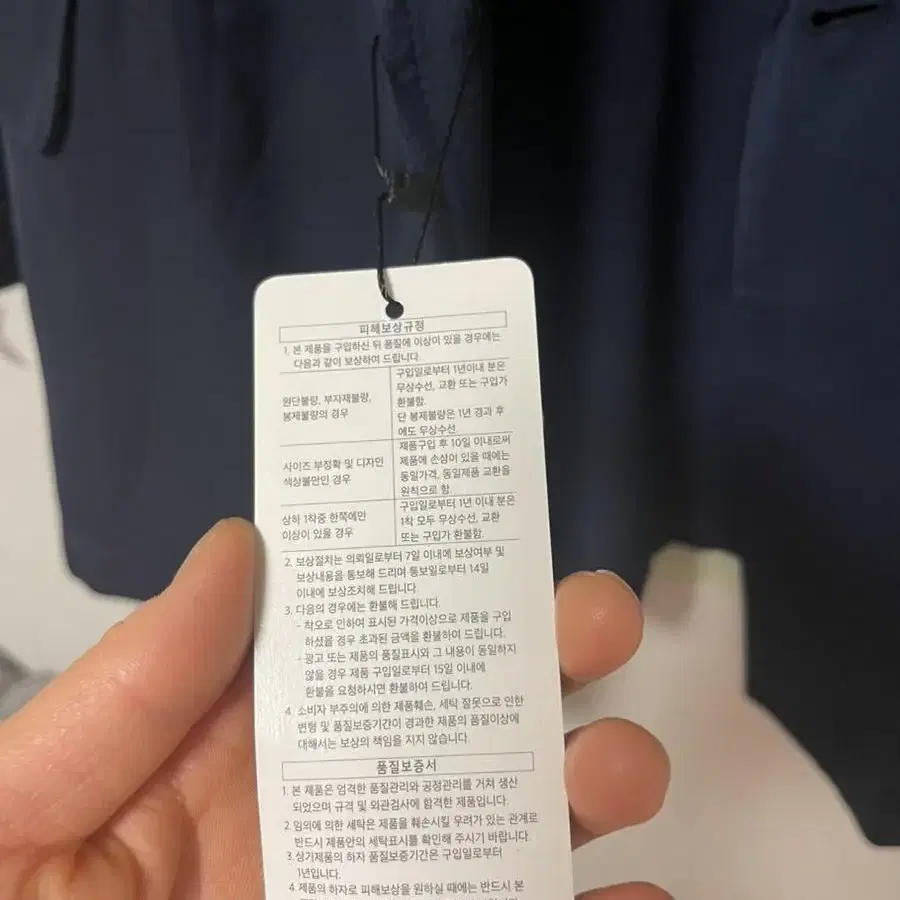 피해보상규정
1. 본 제품을 구입하신 뒤 품질에 이상이 있을 경우에는
다음과 같이 보상하여 드립니다.
원단불량, 부자재불량,
봉제불량의 경우
구입일로부터 1년이내 분은
무상수선, 교환 또는 구입가
환불함.
단 봉제불량은 1년 경과 후
에도 무상수선.
사이즈 부정확 및 디자인
색상불만인 경우
제품구입 후 10일 이내로써
제품에 손상이 있을 때에는
동일가격, 동일제품 교환을
원칙으로 함.
상하 1착중 한쪽에만
이상이 있을 경우
구입일로부터 1년 이내 분은
1착 모두 무상수선, 교환
또는 구입가 환불함.
2. 보상절차는 의뢰일로부터 7일 이내에 보상여부 및
보상내용을 통보해 드리며 통보일로부터 14일
이내에 보상조치해 드립니다.
3. 다음의 경우에는 환불해 드립니다.
- 착오로 인하여 표시된 가격이상으로 제품을 구입
하셨을 경우 초과된 금액을 환불하여 드립니다.
- 광고 또는 제품의 품질표시와 그 내용이 동일하지
않을 경우 제품 구입일로부터 15일 이내에
환불을 요청하시면 환불하여 드립니다.
4. 소비자 부주의에 의한 제품훼손, 세탁 잘못으로 인한
변형 및 품질보증기간이 경과한 제품의 품질이상에
대해서는 보상의 책임을 지지 않습니다.
품질보증서
1. 본 제품은 엄격한 품질관리와 공정관리를 거쳐 생산
되었으며 규격 및 외관검사에 합격한 제품입니다.
2. 임의에 의한 세탁은 제품을 훼손시킬 우려가 있는 관계로
반드시 제품안의 세탁표시를 확인해 주시기 바랍니다.
3.상기제품의 하자 품질보증기간은 구입일로부터
1년입니다.
4. 제품의 하자로 피해보상을 원하실 때에는 반드시 본